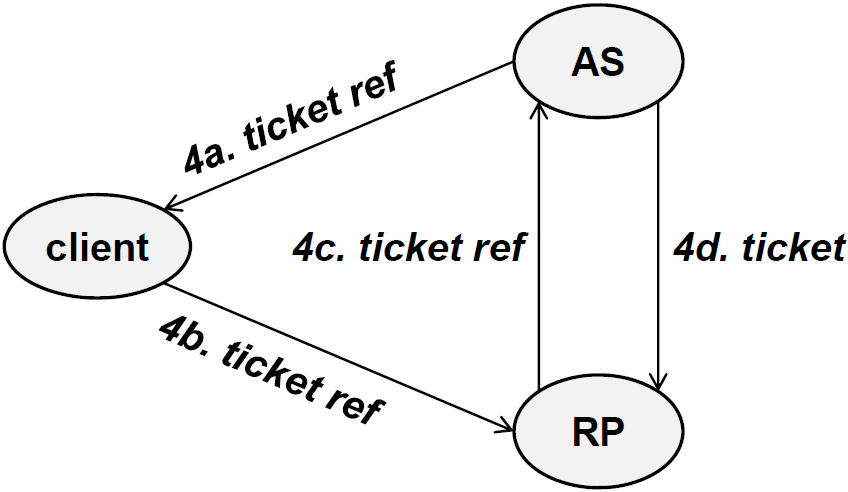 AS
4a. ticket ref
client
4c. ticket ref
4d. ticket
4b. ticket ref
RP